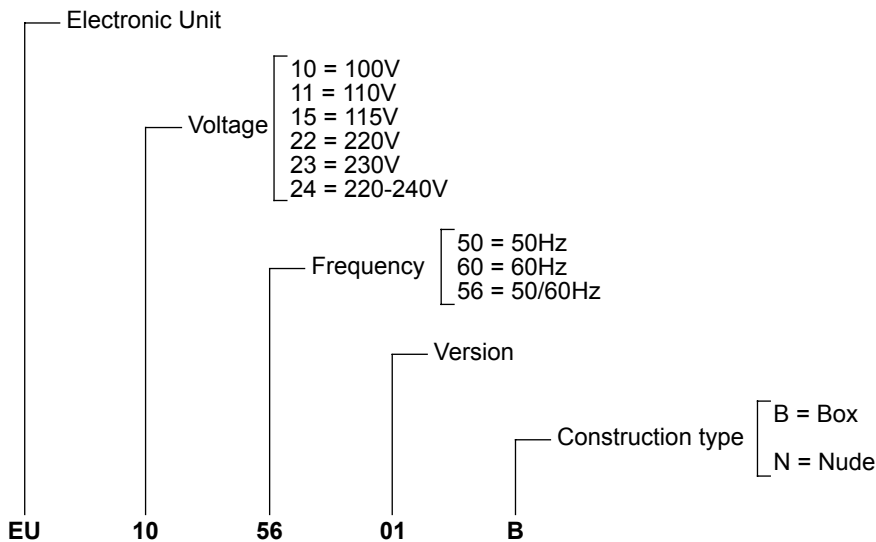 Electronic Unit
Voltage
10 = 100V
11 = 110V
15 = 115V
22 = 220V
23 = 230V
24 = 220-240V
Frequency
50 = 50Hz
60 = 60Hz
56 = 50/60Hz
Version
Construction type
B = Box
N = Nude
EU 10 56 01 B